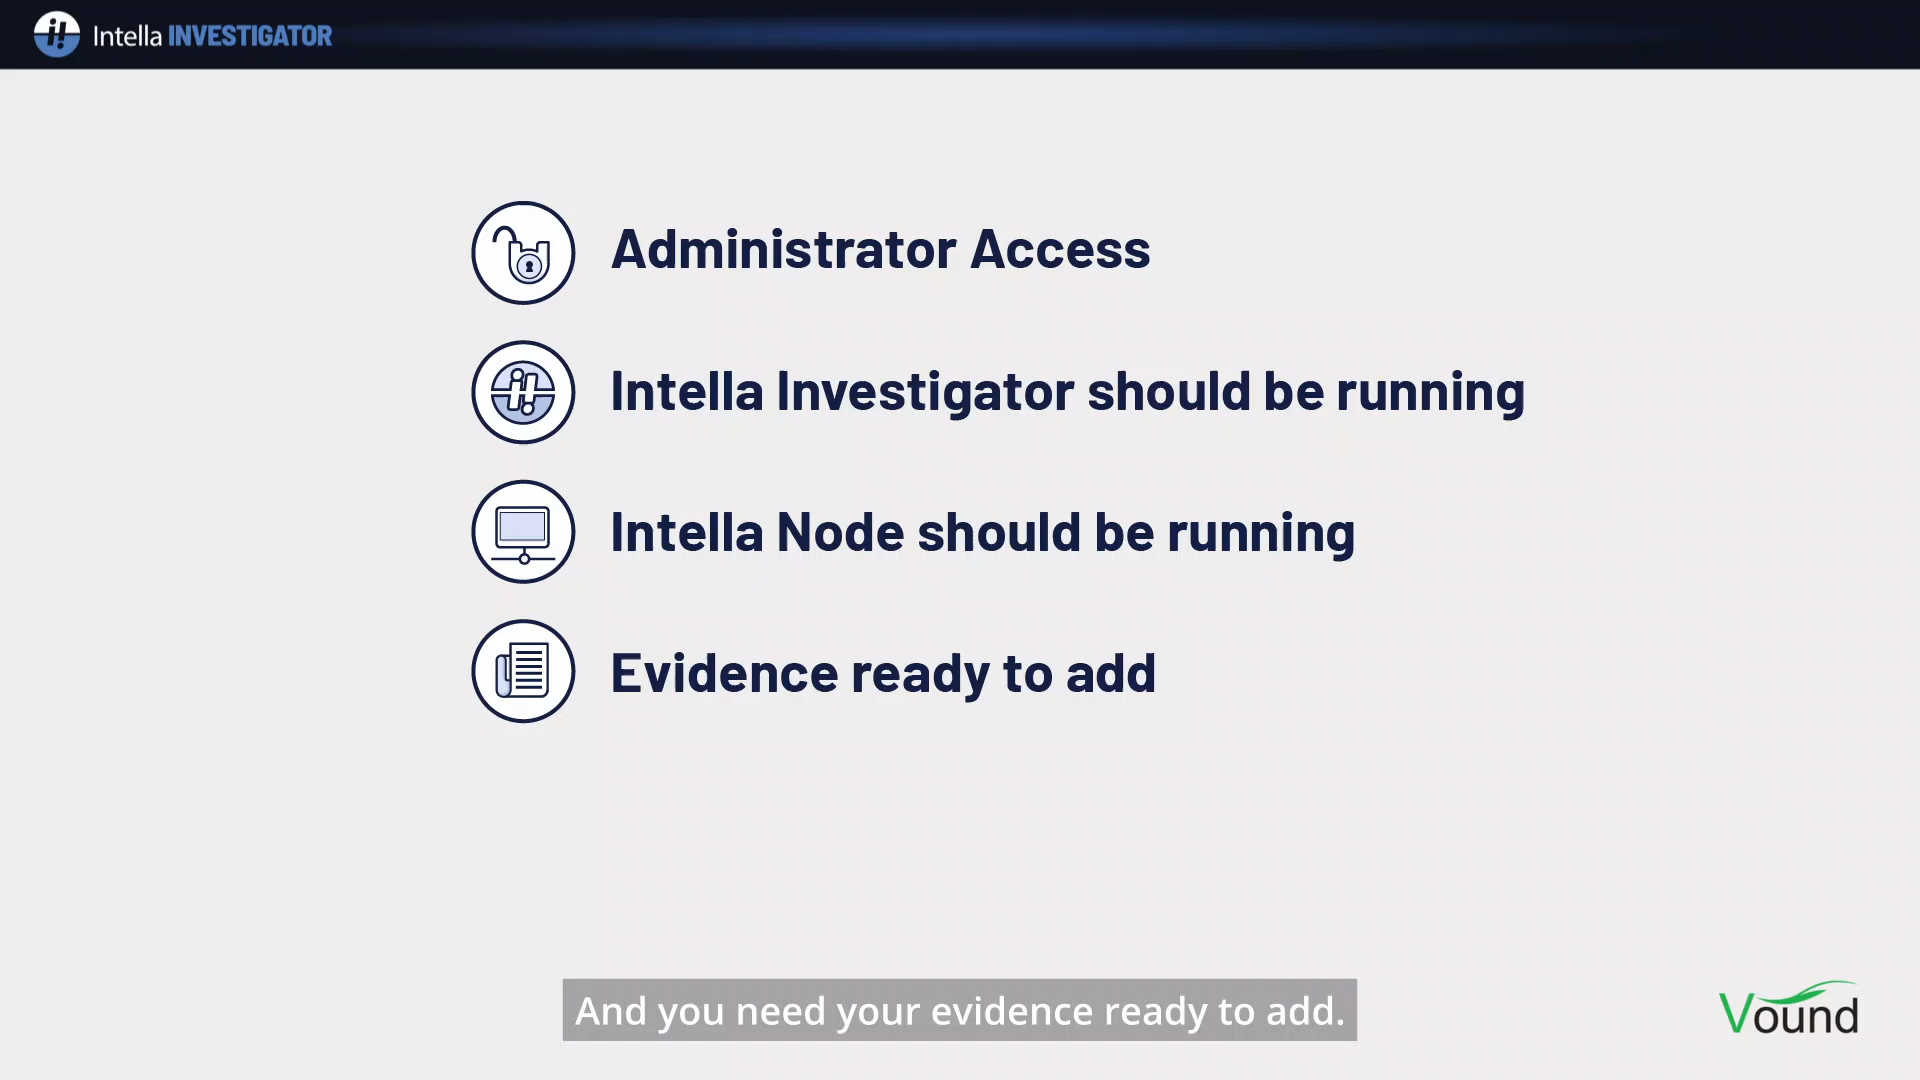 Intella INVESTIGATOR
Administrator Access
Intella Investigator should be running
Intella Node should be running
Evidence ready to add
And you need your evidence ready to add.
Vound